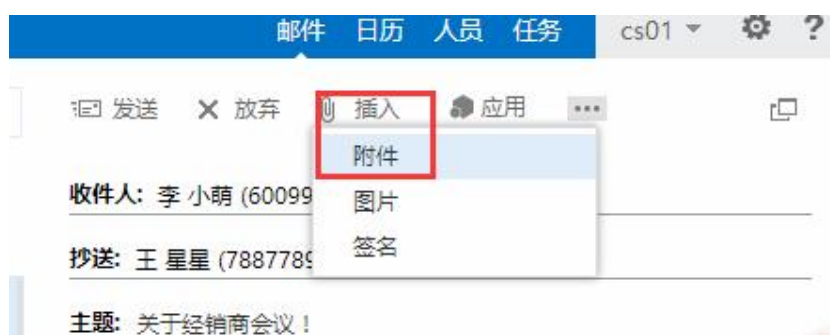 邮件 日历 人员 任务 cs01 ?
发送 放弃 插入 应用 •••
附件
收件人: 李 小萌 (60099
图片
抄送: 王 星星 (7887789
签名
主题: 关于经销商会议！